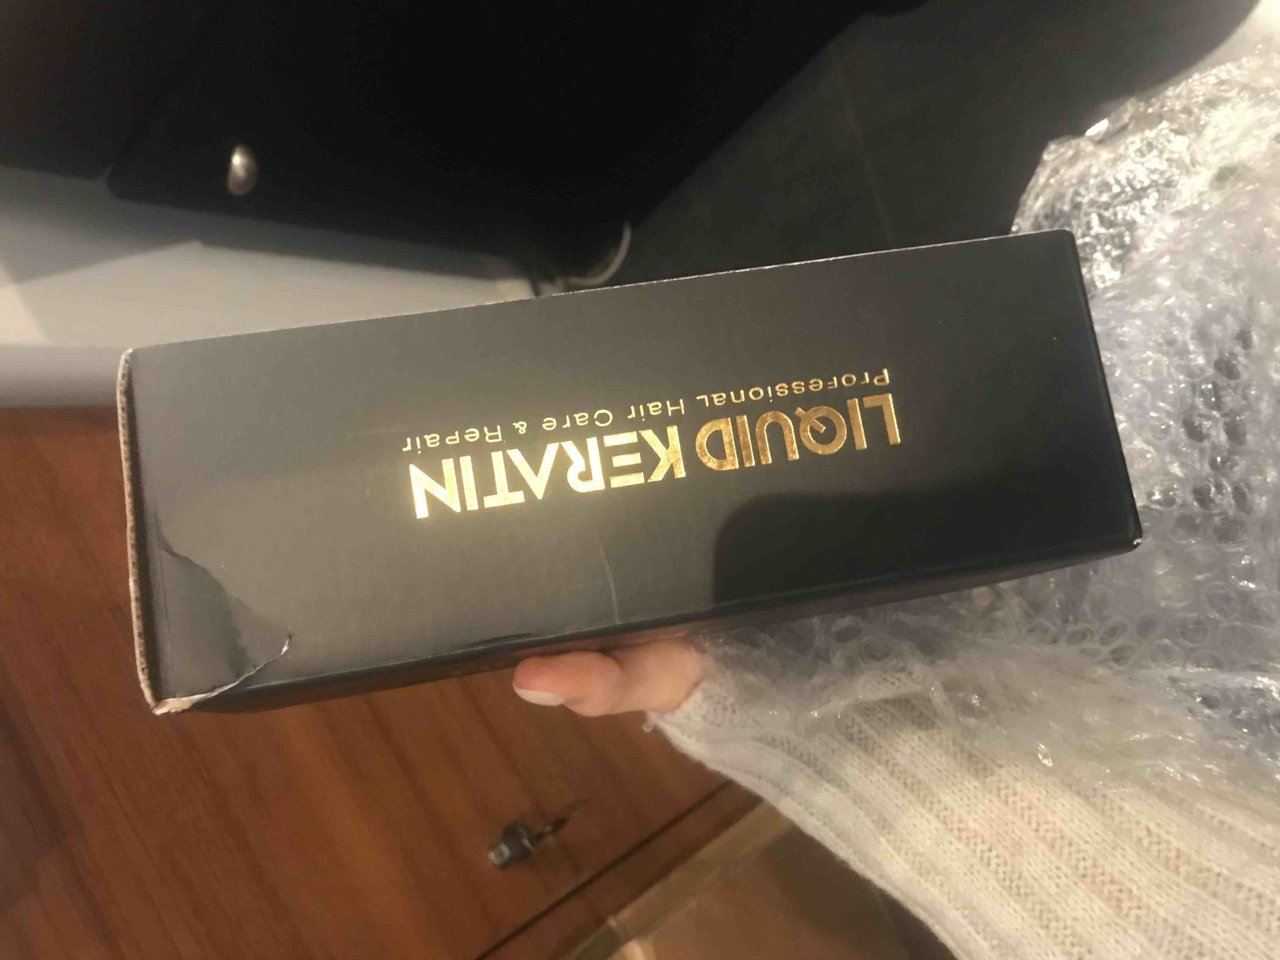 LIQUID KERATIN
Professional Hair Care & Repair